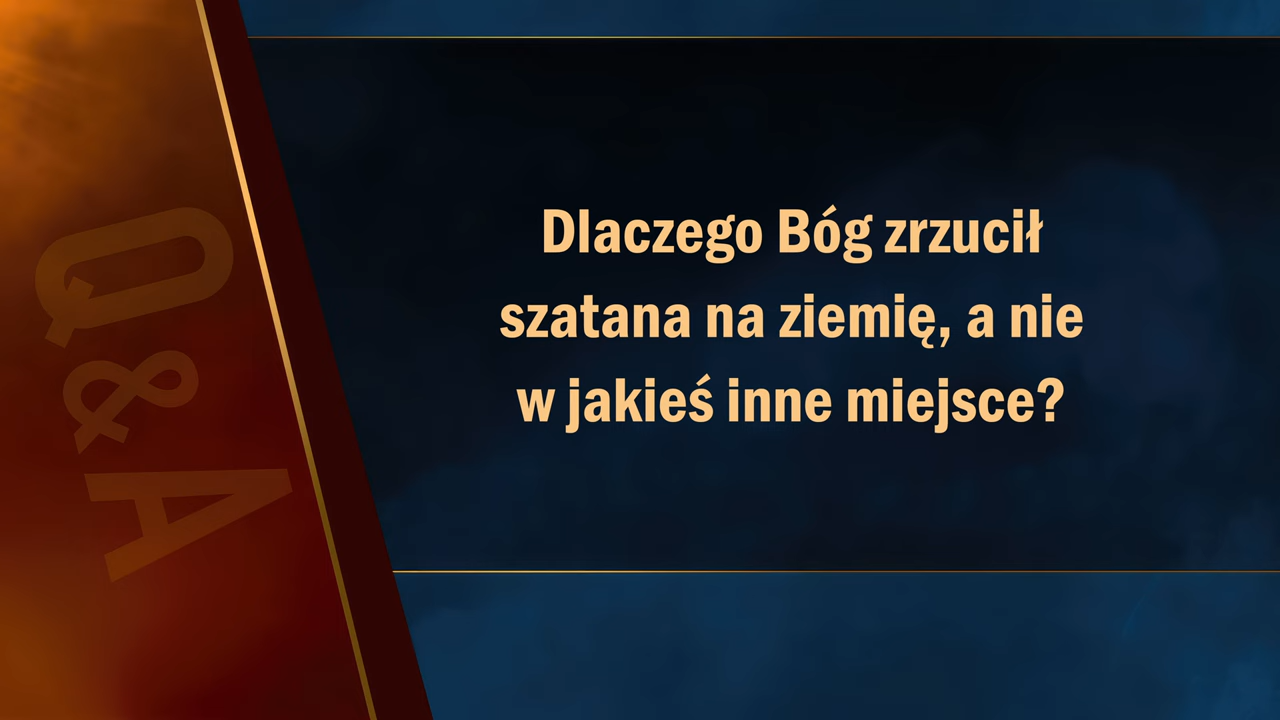 Q&A
Dlaczego Bóg zrzucił
szatana na ziemię, a nie
w jakieś inne miejsce?